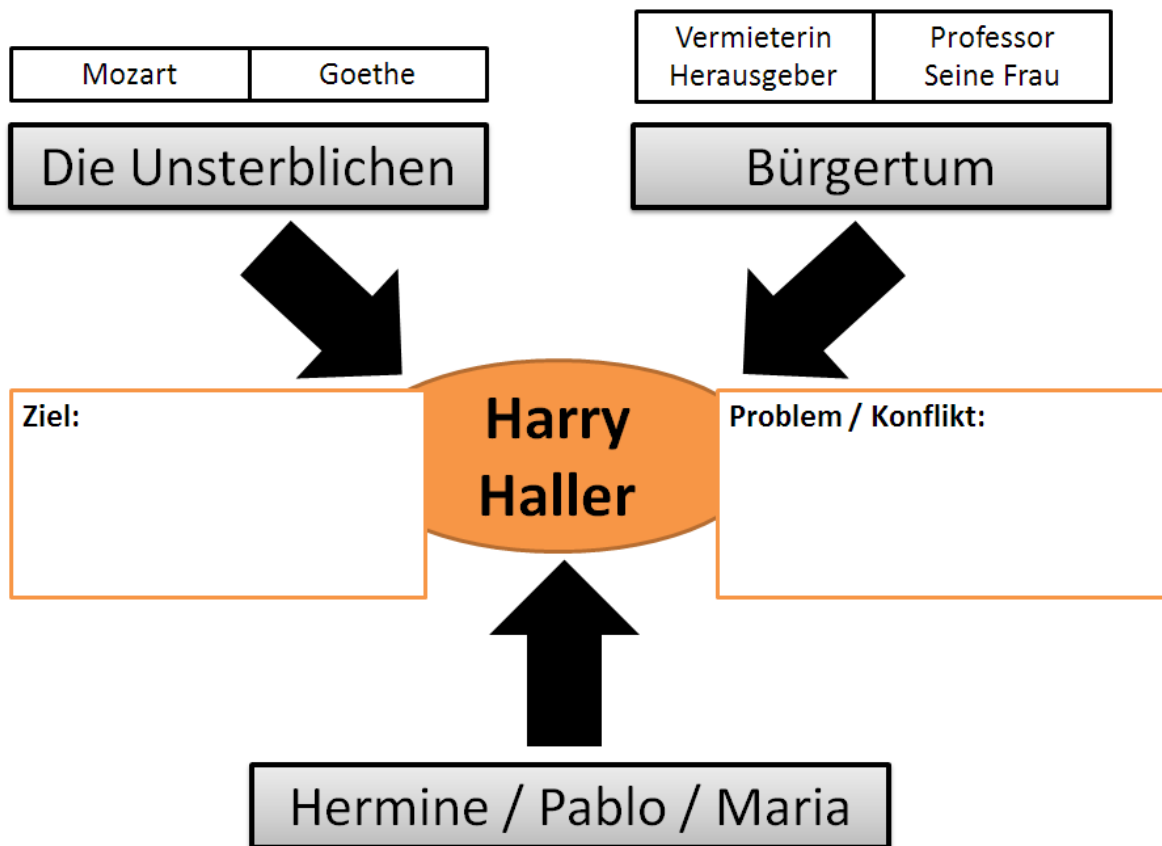 Mozart
Goethe
Die Unsterblichen
Vermieterin
Herausgeber
Professor
Seine Frau
Bürgertum
Ziel:
Harry
Haller
Problem / Konflikt:
Hermine / Pablo / Maria